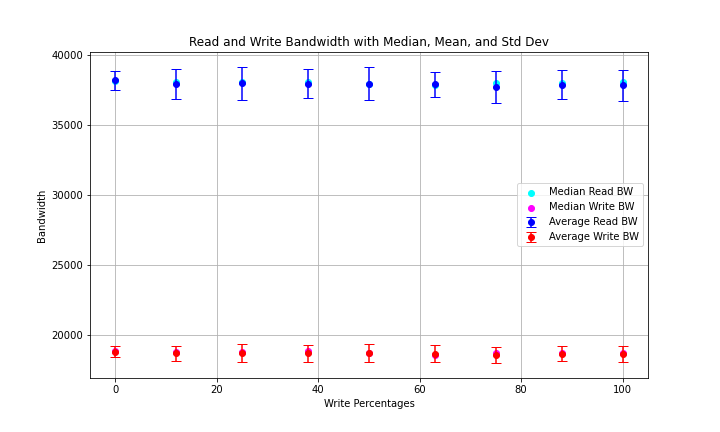 Read and Write Bandwidth with Median, Mean, and Std Dev
40000
35000
30000
25000
20000
Bandwidth
Median Read BW
Median Write BW
Average Read BW
Average Write BW
0
20
40
60
80
100
Write Percentages